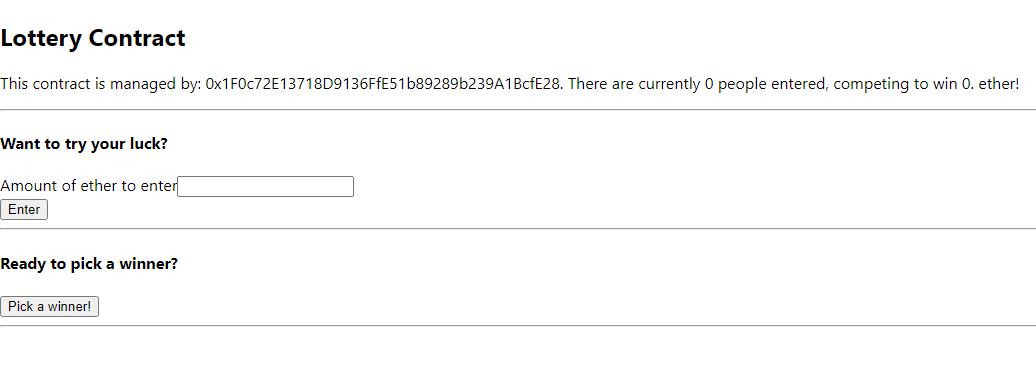 Lottery Contract
This contract is managed by: 0x1F0c72E13718D9136FfE51b89289b239A1BcfE28. There are currently 0 people entered, competing to win 0. ether!
Want to try your luck?
Amount of ether to enter
Enter
Ready to pick a winner?
Pick a winner!